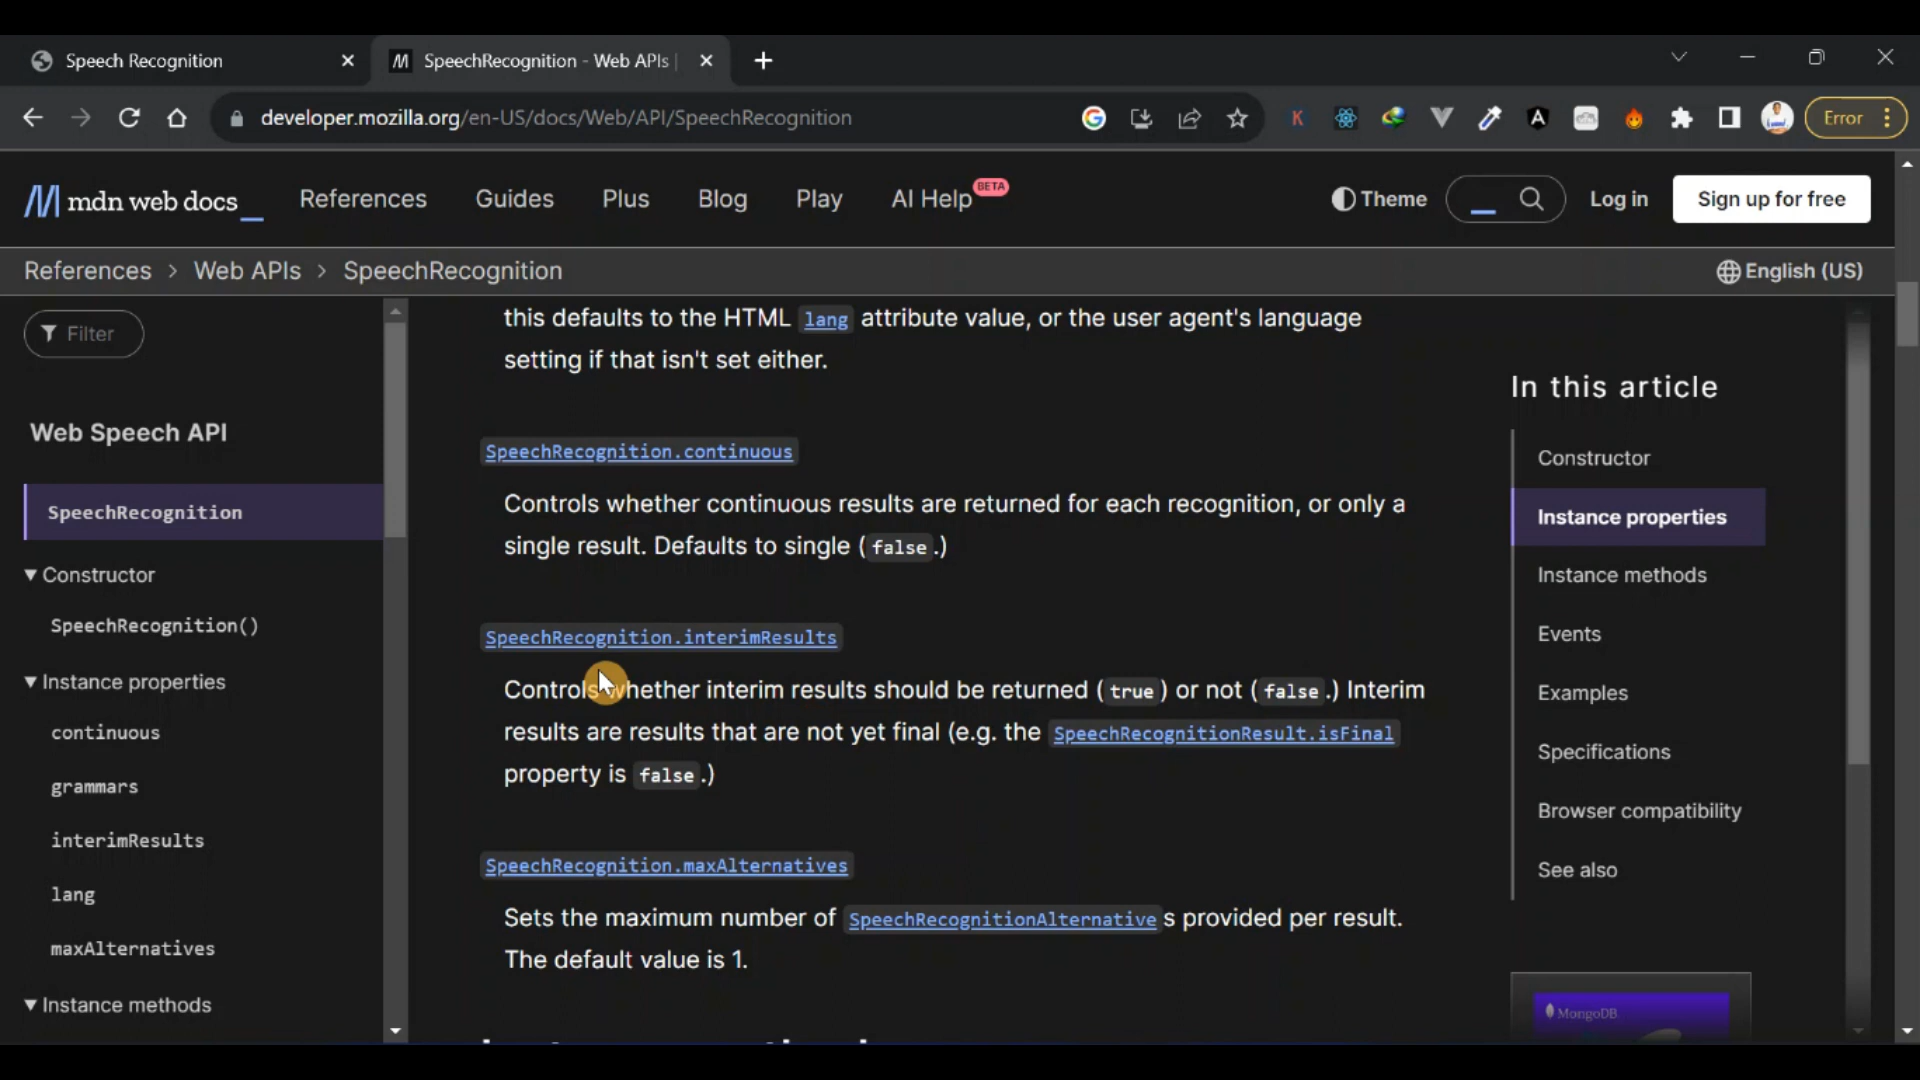 Speech Recognition
SpeechRecognition - Web APIs |
developer.mozilla.org/en-US/docs/Web/API/SpeechRecognition
Error
mdn web docs_
References
Guides
Plus
Blog
Play
AI Help BETA
Theme
Log in
Sign up for free
References > Web APIs > SpeechRecognition
English (US)
Filter
Web Speech API
SpeechRecognition
Constructor
SpeechRecognition()
Instance properties
continuous
grammars
interimResults
lang
maxAlternatives
Instance methods
this defaults to the HTML lang attribute value, or the user agent's language
setting if that isn't set either.
SpeechRecognition.continuous
Controls whether continuous results are returned for each recognition, or only a
single result. Defaults to single (false.)
SpeechRecognition.interimResults
Controls whether interim results should be returned (true) or not (false.) Interim
results are results that are not yet final (e.g. the SpeechRecognitionResult.isFinal
property is false.)
SpeechRecognition.maxAlternatives
Sets the maximum number of SpeechRecognitionAlternatives provided per result.
The default value is 1.
In this article
Constructor
Instance properties
Instance methods
Events
Examples
Specifications
Browser compatibility
See also
MongoDB